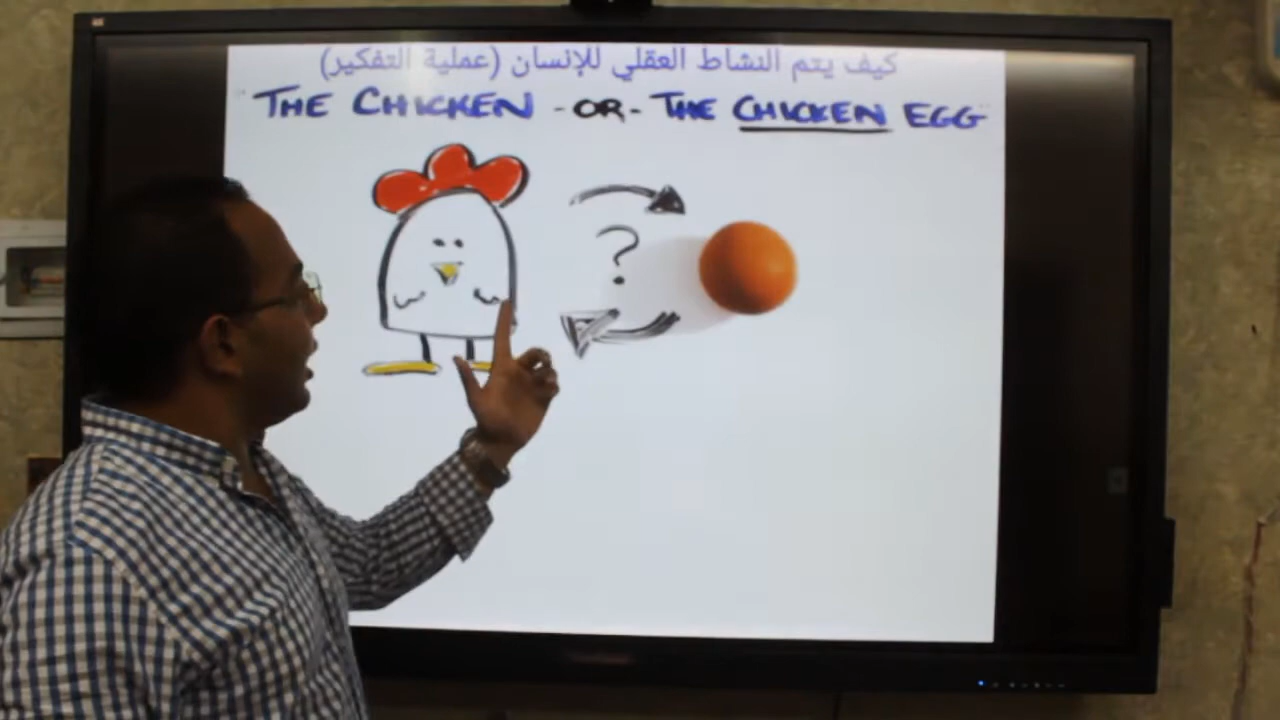 كيف يتم النشاط العقلي للإنسان (عملية التفكير)
"THE CHICKEN -OR- THE CHICKEN EGG"
?